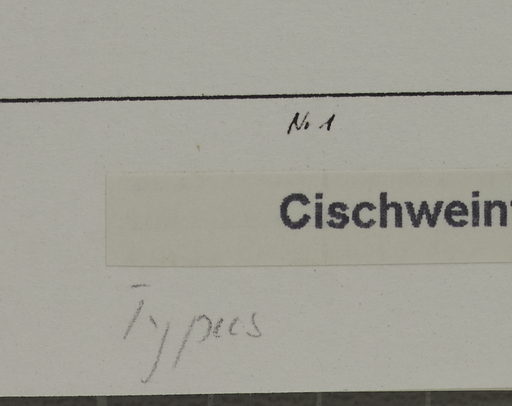 No 1
Cischwein
Typus